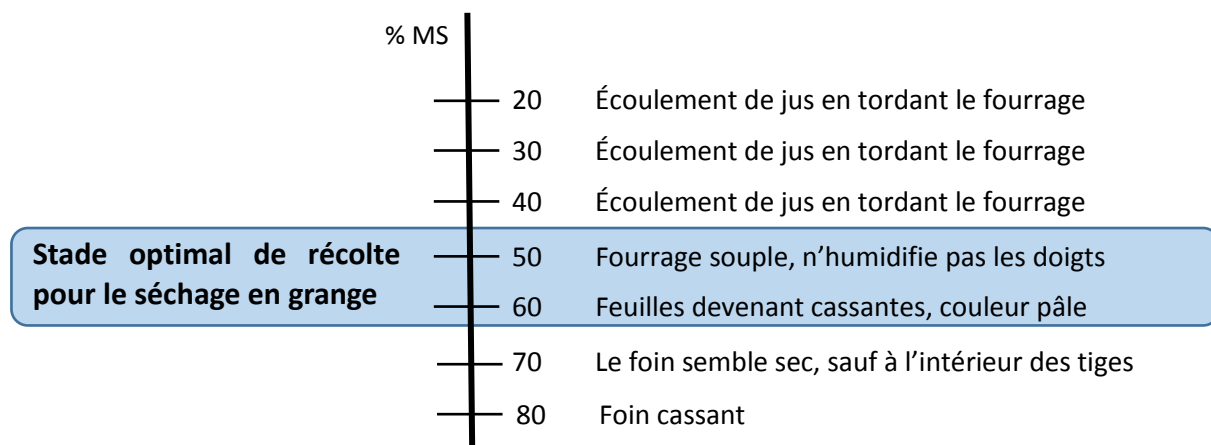 % MS
20 Écoulement de jus en tordant le fourrage
30 Écoulement de jus en tordant le fourrage
40 Écoulement de jus en tordant le fourrage
Stade optimal de récolte
pour le séchage en grange
50 Fourrage souple, n’humidifie pas les doigts
60 Feuilles devenant cassantes, couleur pâle
70 Le foin semble sec, sauf à l’intérieur des tiges
80 Foin cassant